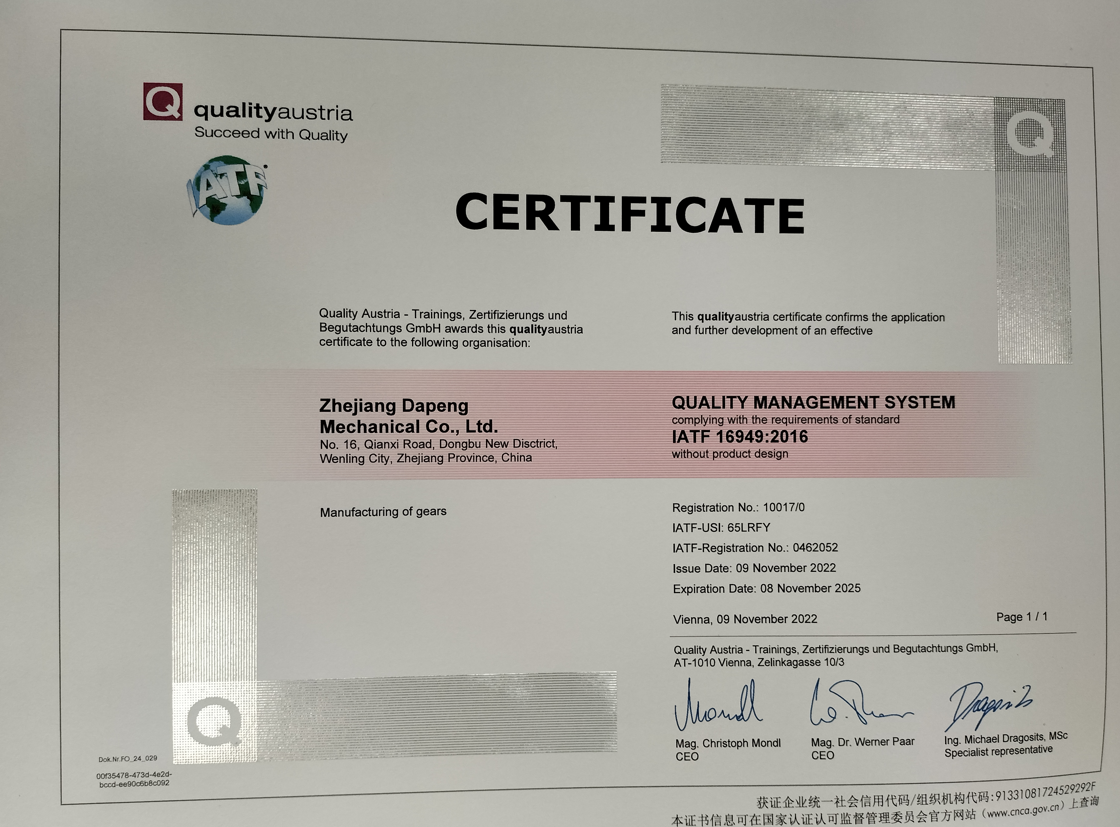 Q qualityaustria
Succeed with Quality
IATF
Q
CERTIFICATE
Quality Austria - Trainings, Zertifizierungs und
Begutachtungs GmbH awards this qualityaustria
certificate to the following organisation:
This qualityaustria certificate confirms the application
and further development of an effective
Zhejiang Dapeng
Mechanical Co., Ltd.
No. 16, Qianxi Road, Dongbu New Disctrict,
Wenling City, Zhejiang Province, China
QUALITY MANAGEMENT SYSTEM
complying with the requirements of standard
IATF 16949:2016
without product design
Manufacturing of gears
Registration No.: 10017/0
IATF-USI: 65LRFY
IATF-Registration No.: 0462052
Issue Date: 09 November 2022
Expiration Date: 08 November 2025
Vienna, 09 November 2022
Page 1 / 1
Quality Austria - Trainings, Zertifizierungs und Begutachtungs GmbH,
AT-1010 Vienna, Zelinkagasse 10/3
Mag. Christoph Mondl
CEO
Mag. Dr. Werner Paar
CEO
Ing. Michael Dragosits, MSc
Specialist representative
Q
Dok.Nr.FO_24_029
00f35478-473d-4e2d-
bccd-ee90c6b8c092
获证企业统一社会信用代码/组织机构代码:91331081724529292F
本证书信息可在国家认证认可监督管理委员会官方网站（www.cnca.gov.cn）上查询